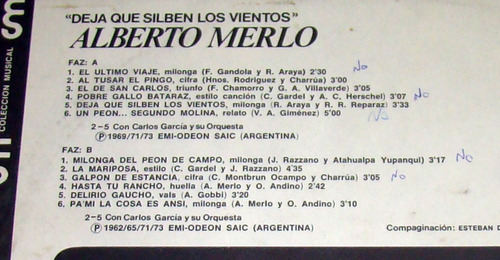 "DEJA QUE SILBEN LOS VIENTOS"
ALBERTO MERLO
COLECCION MUSICAL
FAZ: A
1. EL ULTIMO VIAJE, milonga (F. Gandola y R. Araya) 2'30 No
2. AL TUSAR EL PINGO, cifra (Hnos. Rodriguez y Charrúa) 3'00
3. EL DE SAN CARLOS, triunfo (F. Chamorro y G. A. Villaverde) 3'05
4. POBRE GALLO BATARAZ, estilo canción (C. Gardel y A. C. Herschel) 3'07 No
5. DEJA QUE SILBEN LOS VIENTOS, milonga (R. Araya y R. R. Reparaz) 3'33
6. UN PEON... SEGUNDO MOLINA, relato (V. A. Giménez) 5'00 No
2-5 Con Carlos García y su Orquesta
Ⓟ 1969/71/73 EMI-ODEON SAIC (ARGENTINA)
FAZ: B
1. MILONGA DEL PEON DE CAMPO, milonga (J. Razzano y Atahualpa Yupanqui) 3'17 No
2. LA MARIPOSA, estilo (C. Gardel y J. Razzano) 4'35
3. GALPON DE ESTANCIA, cifra (C. Montbrun Ocampo y Charrúa) 3'05 No
4. HASTA TU RANCHO, huella (A. Merlo y O. Andino) 2'42
5. DELIRIO GAUCHO, vals (A. Gobbi) 3'20
6. PA'MI LA COSA ES ANSI, milonga (A. Merlo y O. Andino) 3'10
2-5 Con Carlos García y su Orquesta
Ⓟ 1962/65/71/73 EMI-ODEON SAIC (ARGENTINA)
Compaginación: ESTEBAN